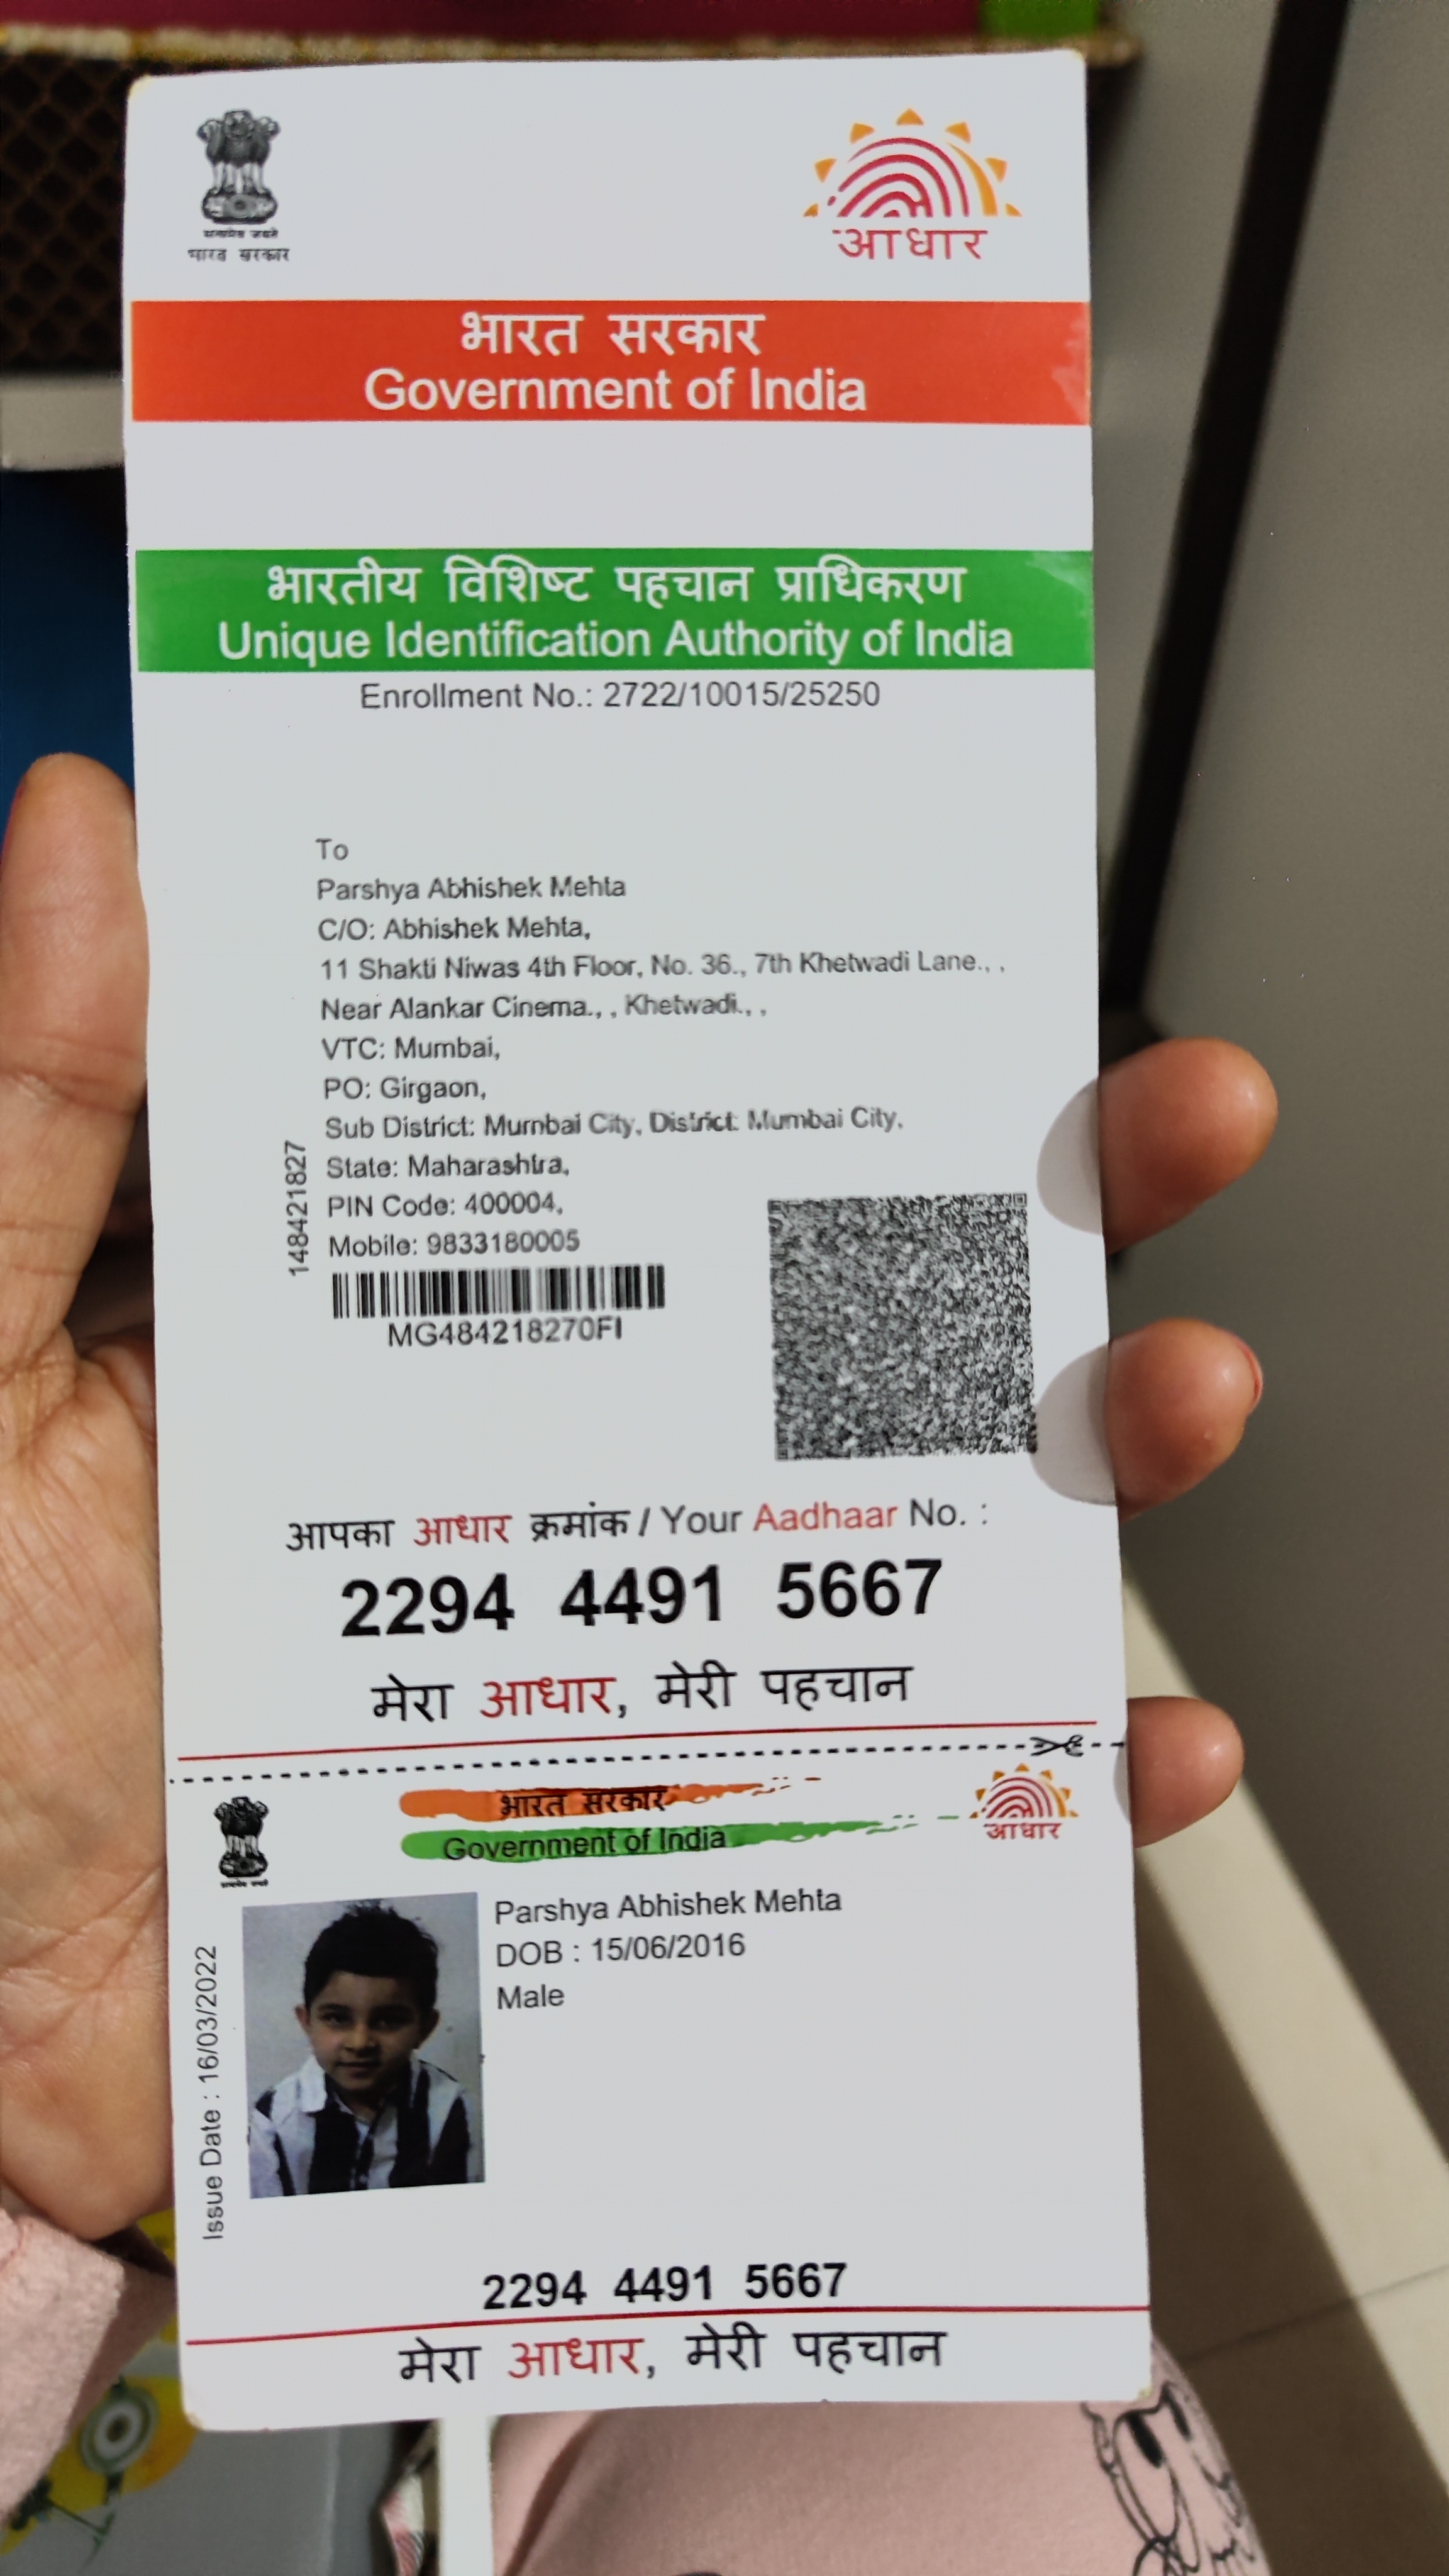 सत्यमेव जयते
भारत सरकार
आधार
भारत सरकार
Government of India
भारतीय विशिष्ट पहचान प्राधिकरण
Unique Identification Authority of India
Enrollment No.: 2722/10015/25250
To
Parshya Abhishek Mehta
C/O: Abhishek Mehta,
11 Shakti Niwas 4th Floor, No. 36., 7th Khetwadi Lane., ,
Near Alankar Cinema., , Khetwadi., ,
VTC: Mumbai,
PO: Girgaon,
Sub District: Mumbai City, District: Mumbai City,
State: Maharashtra,
PIN Code: 400004,
Mobile: 9833180005
148421827
MG484218270FI
आपका आधार क्रमांक / Your Aadhaar No. :
2294 4491 5667
मेरा आधार, मेरी पहचान
भारत सरकार
Government of India
आधार
सत्यमेव जयते
Parshya Abhishek Mehta
DOB : 15/06/2016
Male
Issue Date : 16/03/2022
2294 4491 5667
मेरा आधार, मेरी पहचान